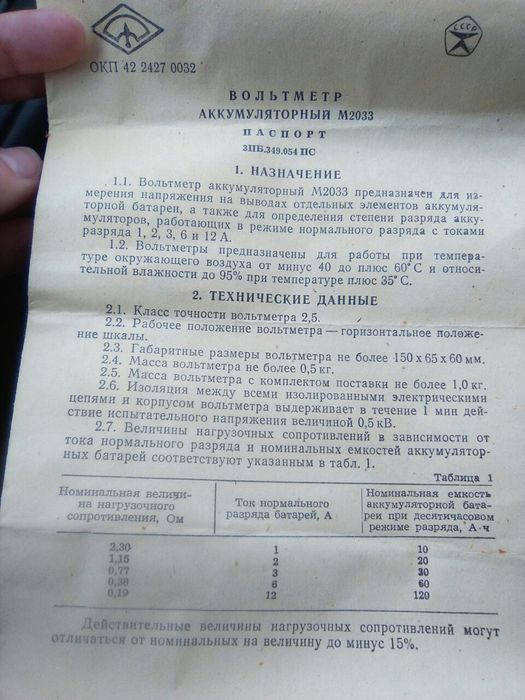 СССР
ОКП 42 2427 0032
ВОЛЬТМЕТР
АККУМУЛЯТОРНЫЙ М2033
ПАСПОРТ
3ПБ.349.054 ПС
1. НАЗНАЧЕНИЕ
1.1. Вольтметр аккумуляторный М2033 предназначен для из-
мерения напряжения на выводах отдельных элементов аккумуля-
торной батареи, а также для определения степени разряда акку-
муляторов, работающих в режиме нормального разряда с токами
разряда 1, 2, 3, 6 и 12 А.
1.2. Вольтметры предназначены для работы при темпера-
туре окружающего воздуха от минус 40 до плюс 60°С и относи-
тельной влажности до 95% при температуре плюс 35°С.
2. ТЕХНИЧЕСКИЕ ДАННЫЕ
2.1. Класс точности вольтметра 2,5.
2.2. Рабочее положение вольтметра — горизонтальное положе-
ние шкалы.
2.3. Габаритные размеры вольтметра не более 150х65х60 мм.
2.4. Масса вольтметра не более 0,5 кг.
2.5. Масса вольтметра с комплектом поставки не более 1,0 кг.
2.6. Изоляция между всеми изолированными электрическими
цепями и корпусом вольтметра выдерживает в течение 1 мин дей-
ствие испытательного напряжения величиной 0,5 кВ.
2.7. Величины нагрузочных сопротивлений в зависимости от
тока нормального разряда и номинальных емкостей аккумулятор-
ных батарей соответствуют указанным в табл. 1.
Таблица 1
Номинальная величи-
на нагрузочного
сопротивления, Ом
Ток нормального
разряда батарей, А
Номинальная емкость
аккумуляторной бата-
реи при десятичасовом
режиме разряда, А·ч
2,30 1 10
1,15 2 20
0,77 3 30
0,38 6 60
0,19 12 120
Действительные величины нагрузочных сопротивлений могут
отличаться от номинальных на величину до минус 15%.